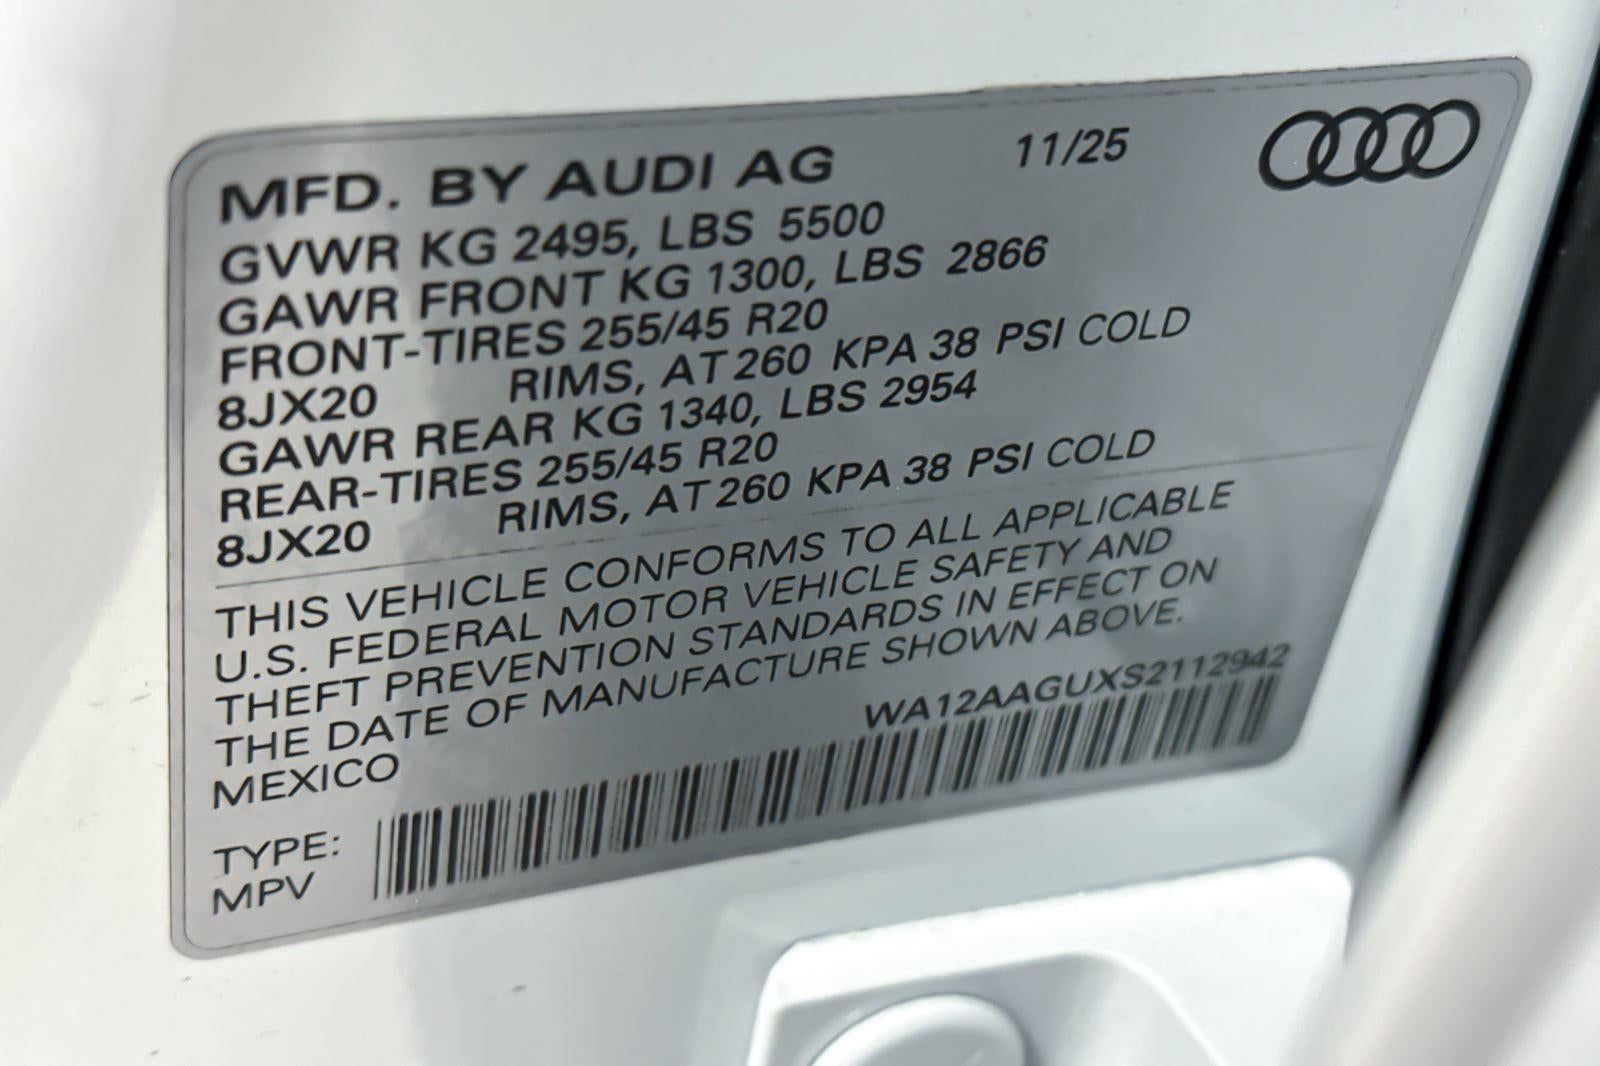 MFD. BY AUDI AG 11/25
GVWR KG 2495, LBS 5500
GAWR FRONT KG 1300, LBS 2866
FRONT-TIRES 255/45 R20
8JX20 RIMS, AT 260 KPA 38 PSI COLD
GAWR REAR KG 1340, LBS 2954
REAR-TIRES 255/45 R20
8JX20 RIMS, AT 260 KPA 38 PSI COLD
THIS VEHICLE CONFORMS TO ALL APPLICABLE
U.S. FEDERAL MOTOR VEHICLE SAFETY AND
THEFT PREVENTION STANDARDS IN EFFECT ON
THE DATE OF MANUFACTURE SHOWN ABOVE.
MEXICO WA12AAGUXS2112942
TYPE:
MPV